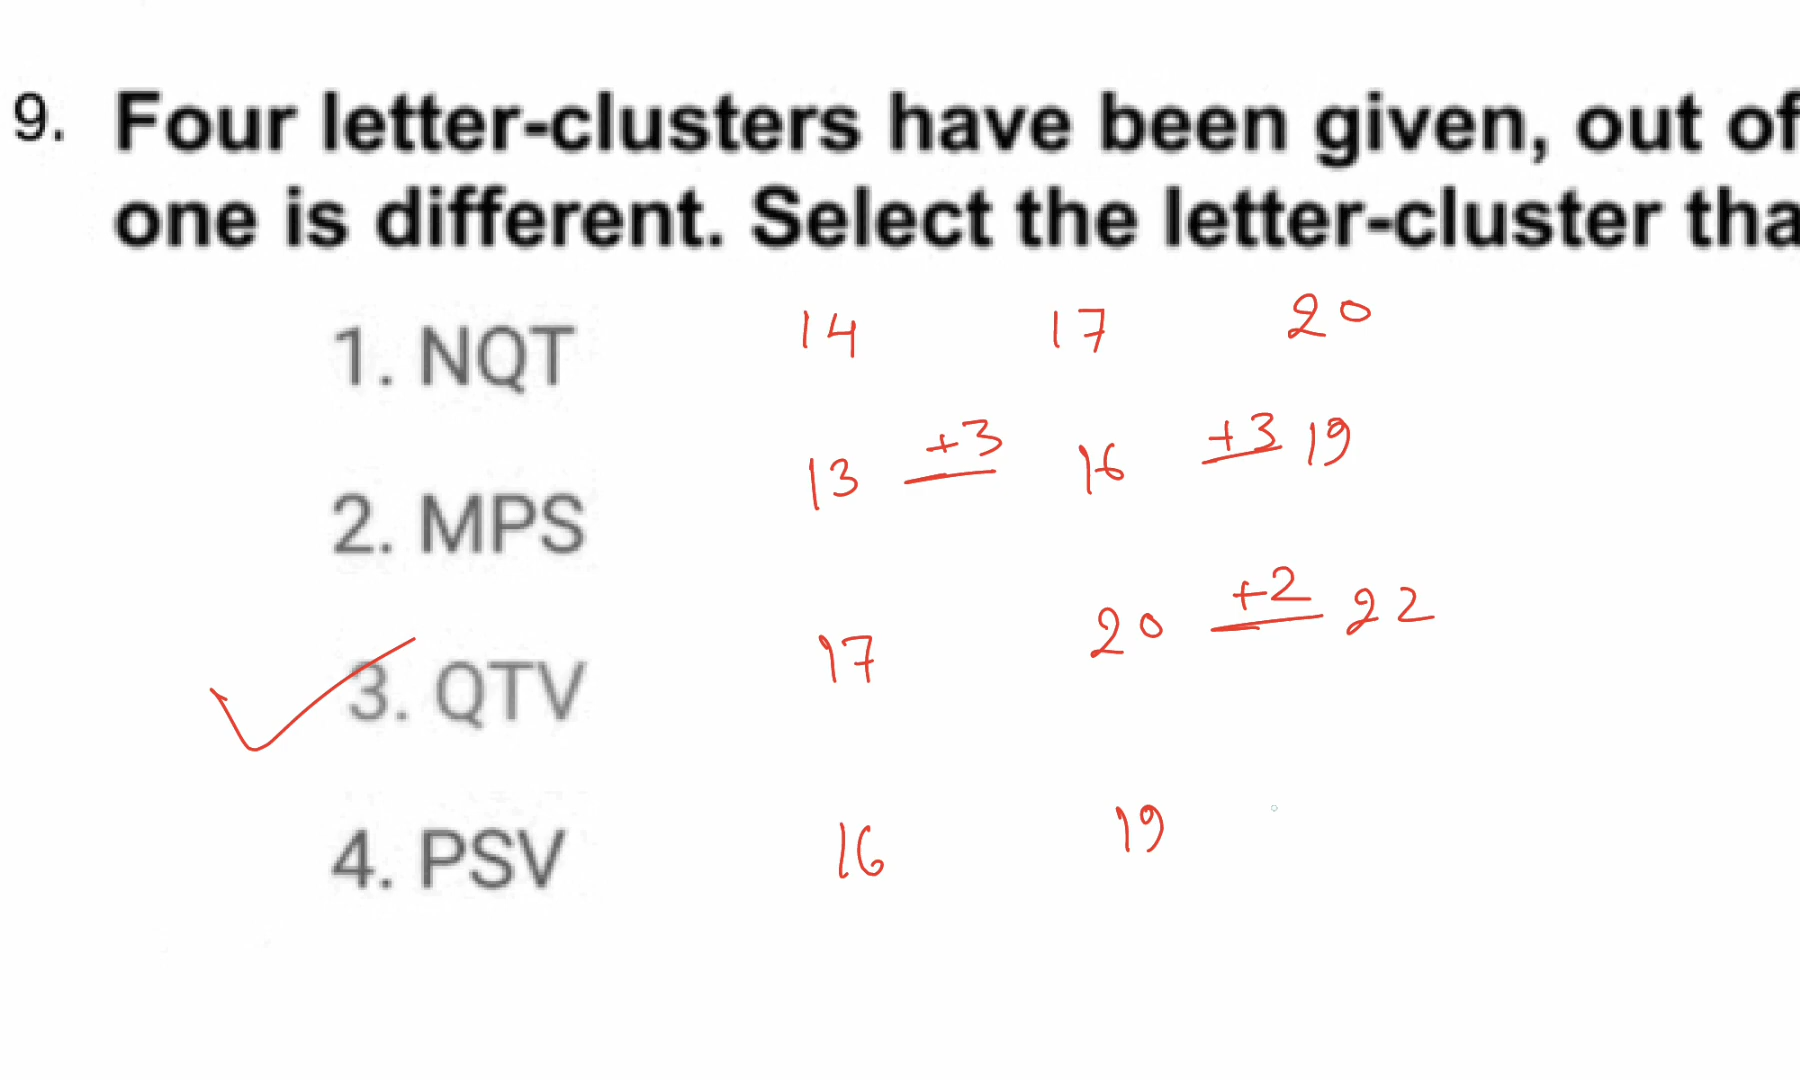 9. Four letter-clusters have been given, out of
one is different. Select the letter-cluster tha
1. NQT 14 17 20
13 +3 16 +3 19
2. MPS
17 20 +2 22
3. QTV
4. PSV 16 19